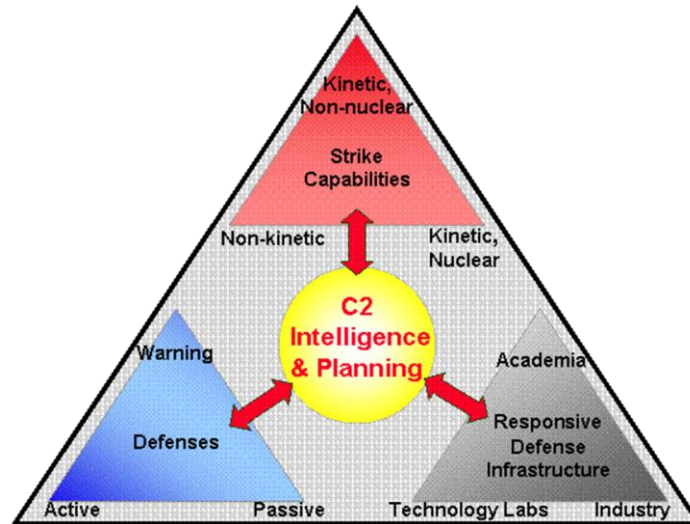 Kinetic,
Non-nuclear
Strike
Capabilities
Non-kinetic
Kinetic,
Nuclear
C2
Intelligence
& Planning
Warning
Defenses
Active
Passive
Academia
Responsive
Defense
Infrastructure
Technology Labs
Industry